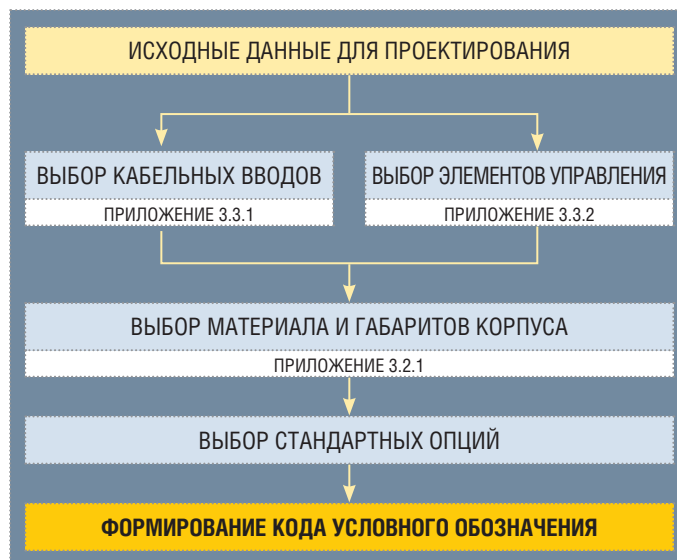 ИСХОДНЫЕ ДАННЫЕ ДЛЯ ПРОЕКТИРОВАНИЯ
ВЫБОР КАБЕЛЬНЫХ ВВОДОВ
ПРИЛОЖЕНИЕ 3.3.1
ВЫБОР ЭЛЕМЕНТОВ УПРАВЛЕНИЯ
ПРИЛОЖЕНИЕ 3.3.2
ВЫБОР МАТЕРИАЛА И ГАБАРИТОВ КОРПУСА
ПРИЛОЖЕНИЕ 3.2.1
ВЫБОР СТАНДАРТНЫХ ОПЦИЙ
ФОРМИРОВАНИЕ КОДА УСЛОВНОГО ОБОЗНАЧЕНИЯ